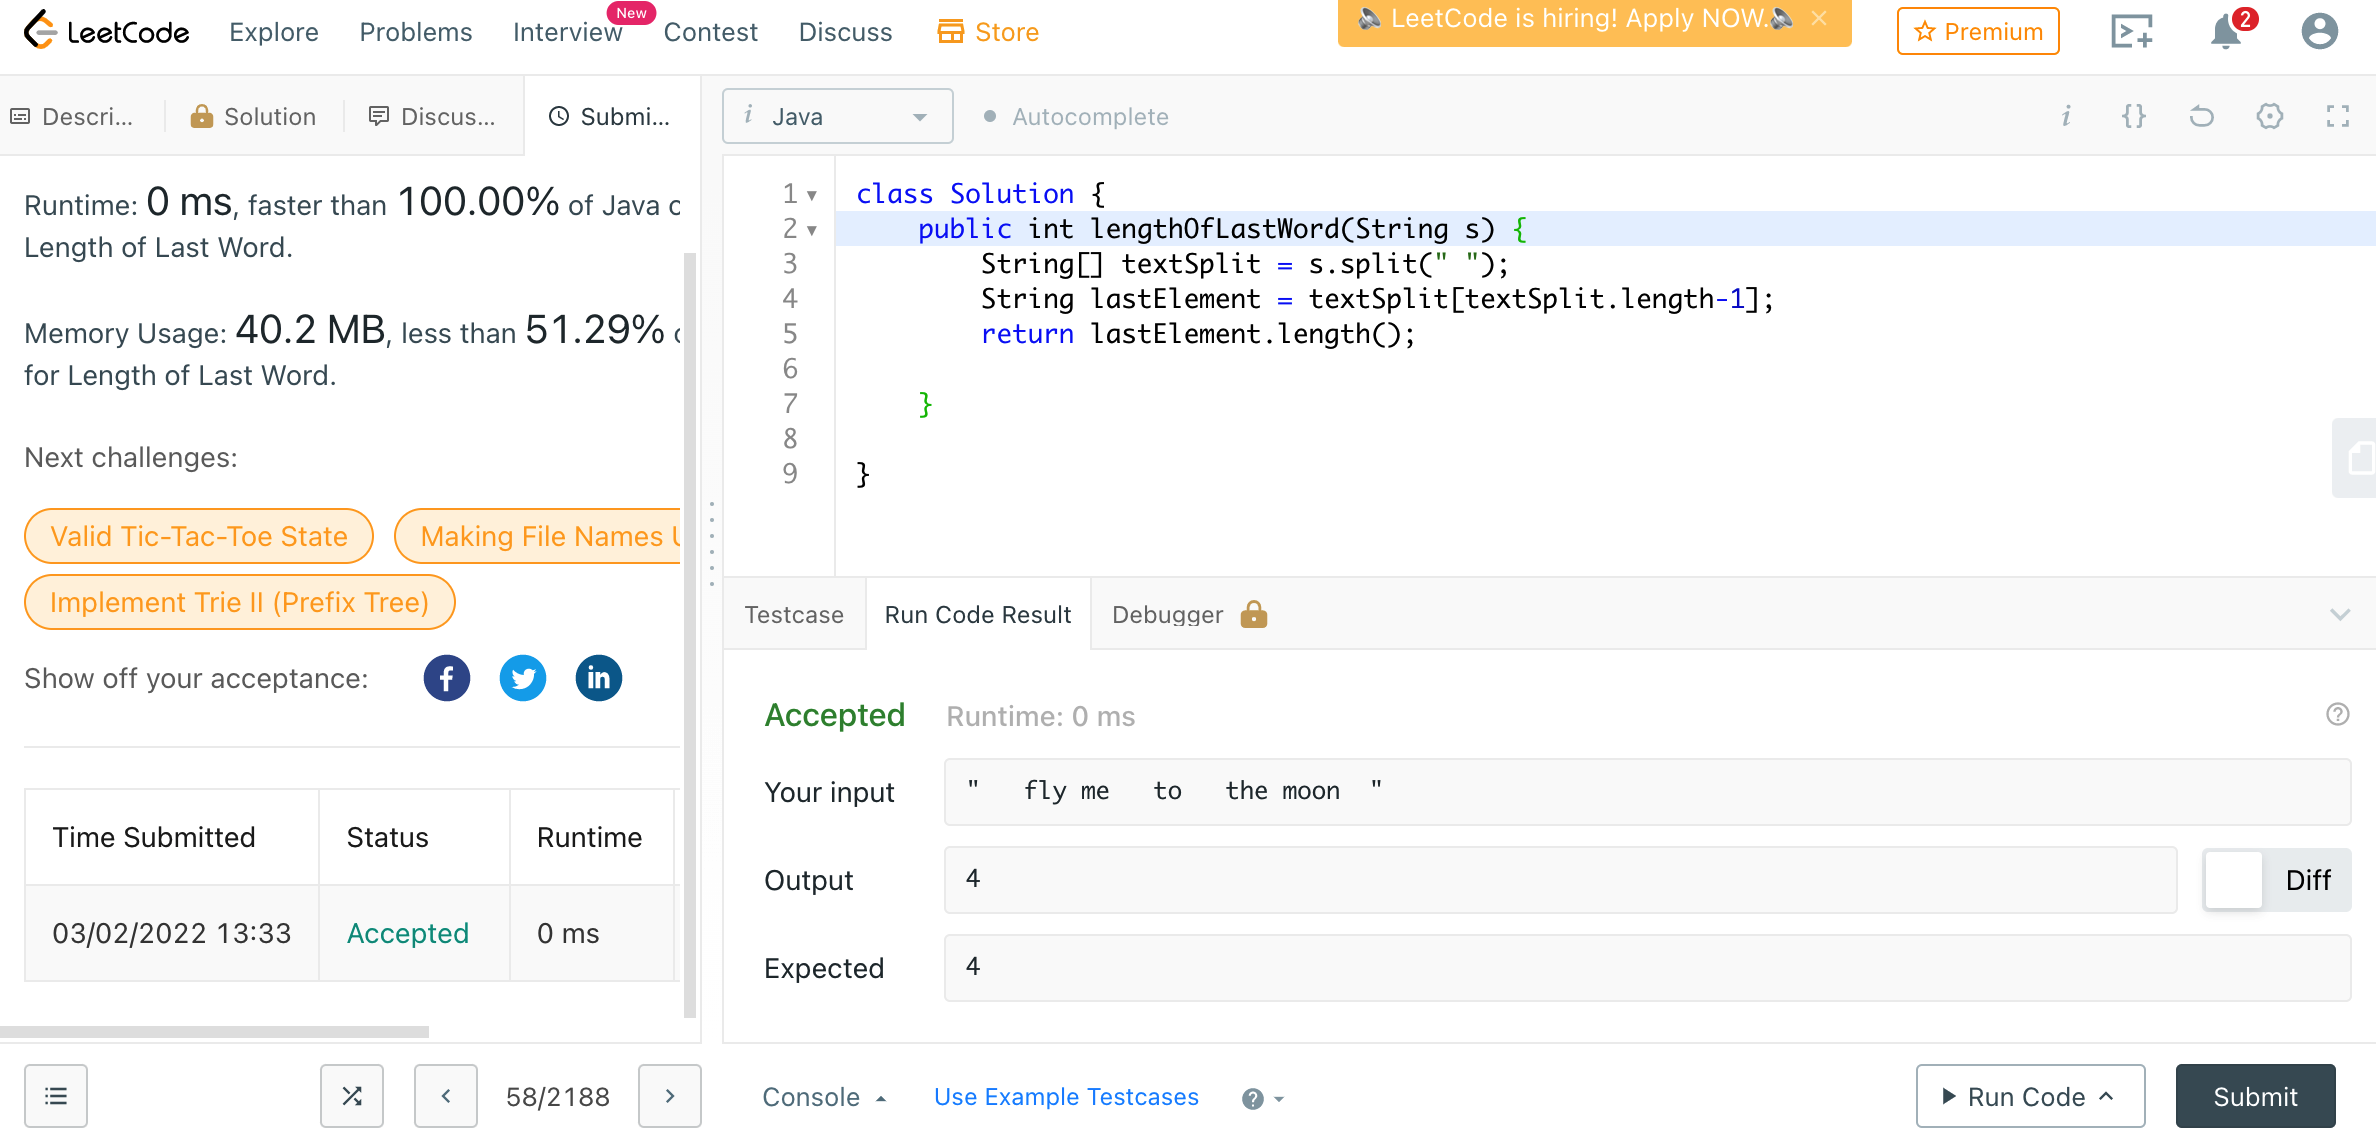 LeetCode Explore Problems Interview New Contest Discuss Store LeetCode is hiring! Apply NOW. Premium 2
Descri... Solution Discus... Submi...
Runtime: 0 ms, faster than 100.00% of Java
Length of Last Word.
Memory Usage: 40.2 MB, less than 51.29%
for Length of Last Word.
Next challenges:
Valid Tic-Tac-Toe State Making File Names
Implement Trie II (Prefix Tree)
Show off your acceptance:
Time Submitted Status Runtime
03/02/2022 13:33 Accepted 0 ms
58/2188
i Java Autocomplete i {}
1 class Solution {
2 public int lengthOfLastWord(String s) {
3 String[] textSplit = s.split(" ");
4 String lastElement = textSplit[textSplit.length-1];
5 return lastElement.length();
6
7 }
8
9 }
Testcase Run Code Result Debugger
Accepted Runtime: 0 ms
Your input "   fly me   to   the moon  "
Output 4 Diff
Expected 4
Console Use Example Testcases Run Code Submit